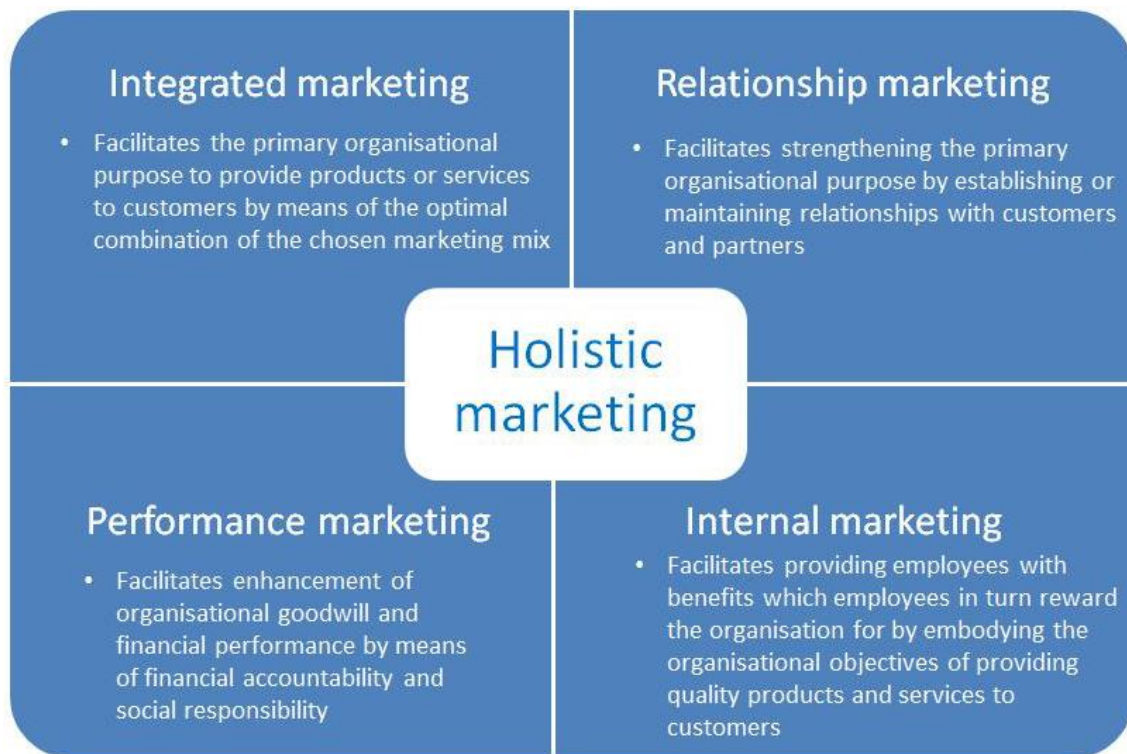 Integrated marketing
• Facilitates the primary organisational
purpose to provide products or services
to customers by means of the optimal
combination of the chosen marketing mix
Relationship marketing
• Facilitates strengthening the primary
organisational purpose by establishing or
maintaining relationships with customers
and partners
Holistic
marketing
Performance marketing
• Facilitates enhancement of
organisational goodwill and
financial performance by means
of financial accountability and
social responsibility
Internal marketing
• Facilitates providing employees with
benefits which employees in turn reward
the organisation for by embodying the
organisational objectives of providing
quality products and services to
customers